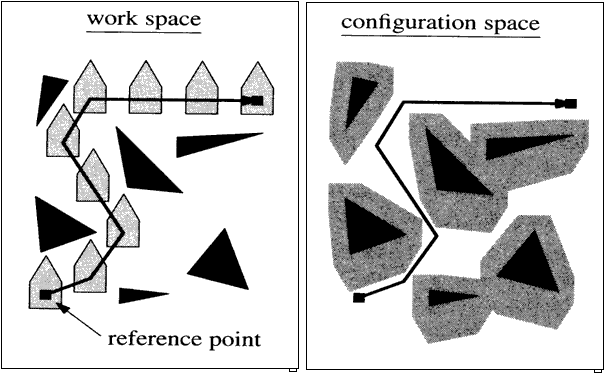 work space
configuration space
reference point